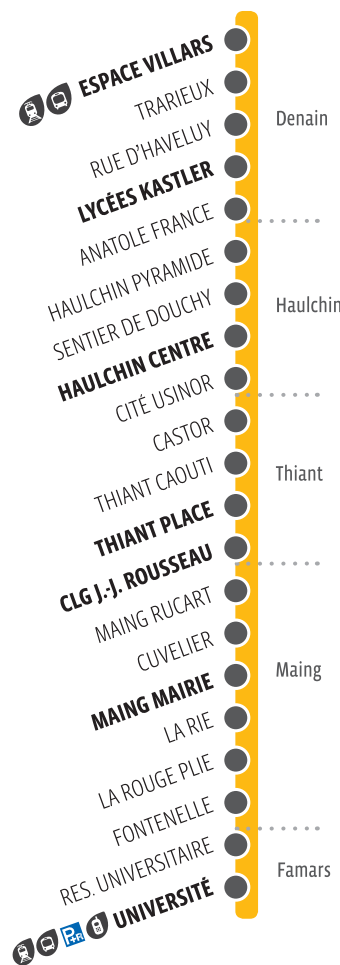 ESPACE VILLARS
TRARIEUX
RUE D'HAVELUY
LYCÉES KASTLER
ANATOLE FRANCE
Denain
HAULCHIN PYRAMIDE
SENTIER DE DOUCHY
HAULCHIN CENTRE
CITÉ USINOR
Haulchin
CASTOR
THIANT CAOUTI
THIANT PLACE
CLG J.-J. ROUSSEAU
Thiant
MAING RUCART
CUVELIER
MAING MAIRIE
LA RIE
LA ROUGE PLIE
FONTENELLE
Maing
RES. UNIVERSITAIRE
P+R UNIVERSITÉ
Famars